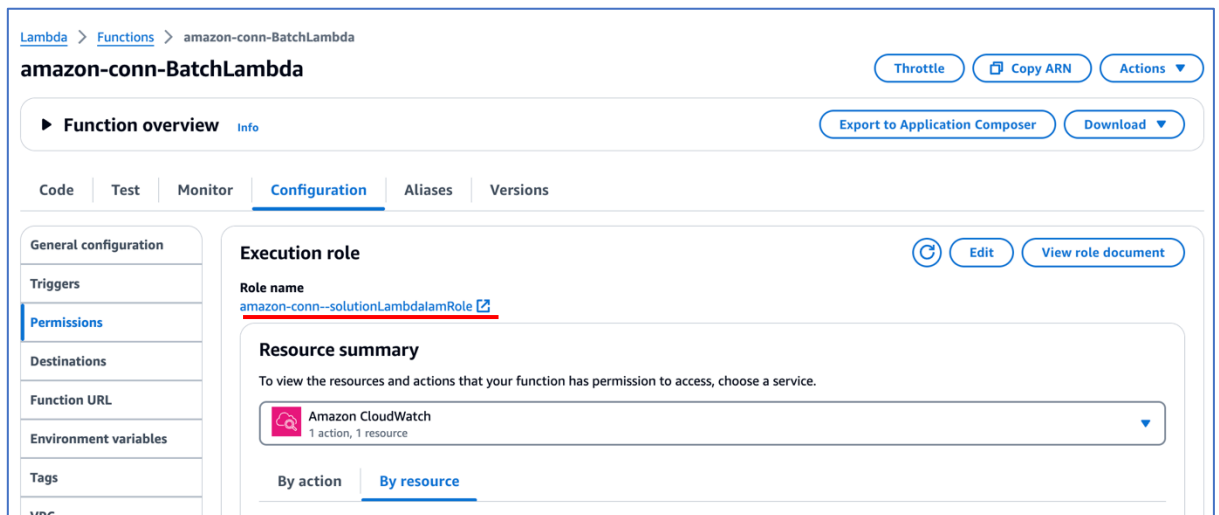 Lambda > Functions > amazon-conn-BatchLambda
amazon-conn-BatchLambda
Throttle Copy ARN Actions
Function overview Info
Export to Application Composer Download
Code Test Monitor Configuration Aliases Versions
General configuration
Triggers
Permissions
Destinations
Function URL
Environment variables
Tags
VPC
Execution role
Edit View role document
Role name
amazon-conn--solutionLambdaIamRole
Resource summary
To view the resources and actions that your function has permission to access, choose a service.
Amazon CloudWatch
1 action, 1 resource
By action By resource